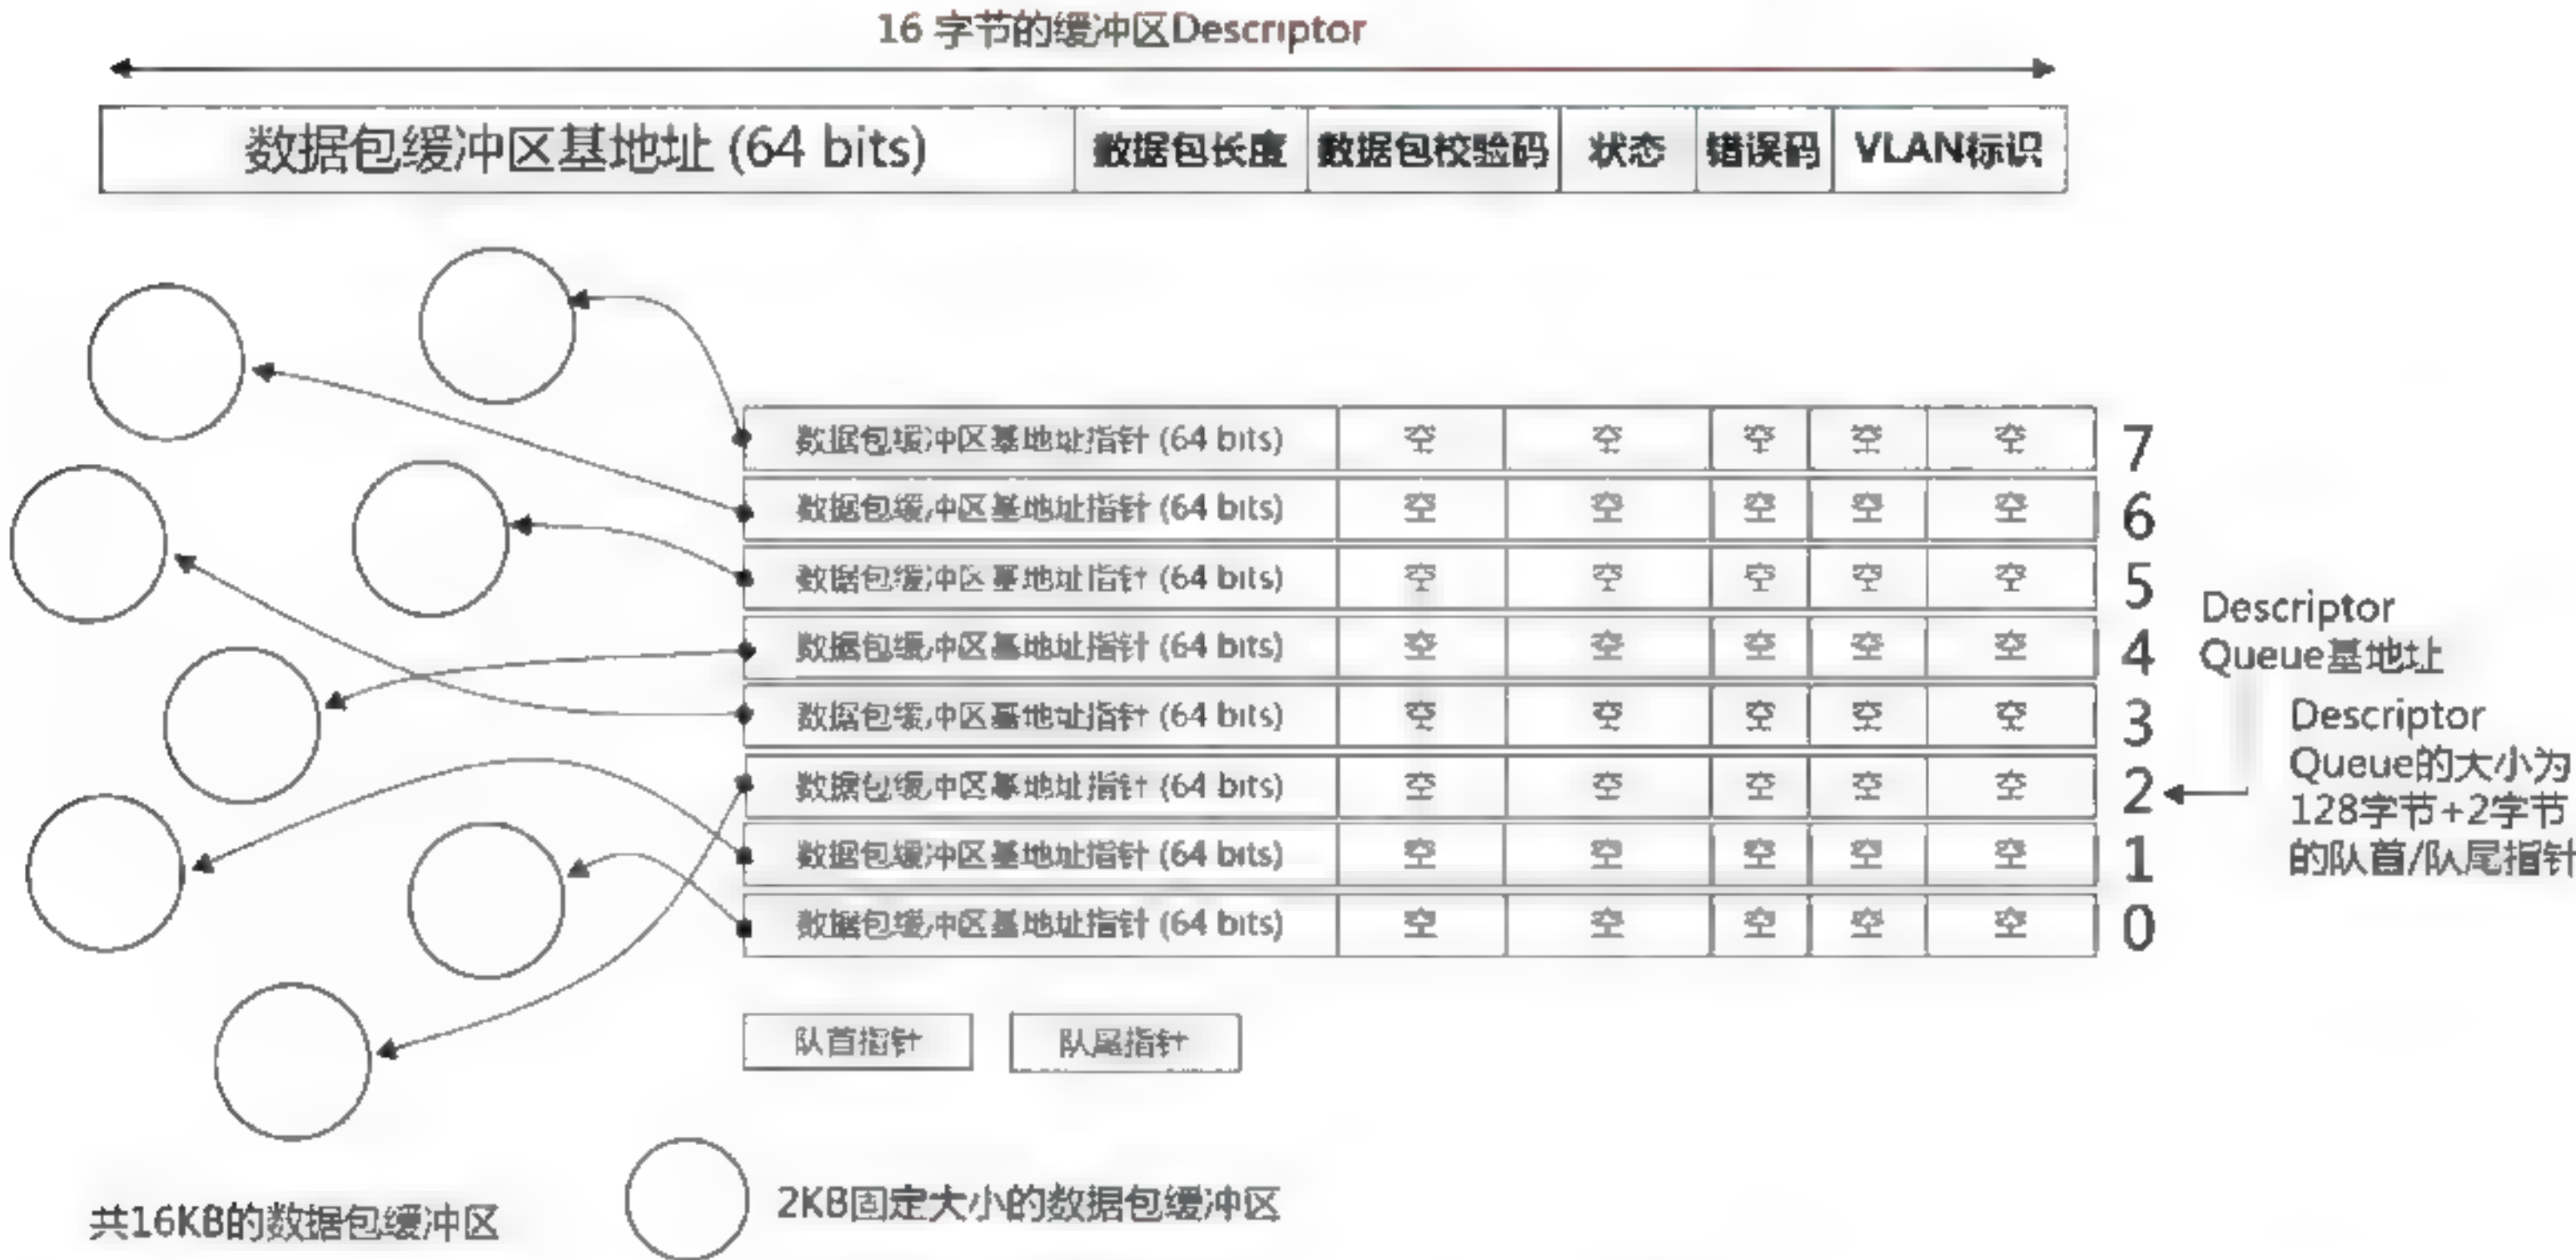 16 字节的缓冲区Descriptor
数据包缓冲区基地址 (64 bits) 数据包长度 数据包校验码 状态 错误码 VLAN标识
数据包缓冲区基地址指针 (64 bits) 空 空 空 空 空 7
数据包缓冲区基地址指针 (64 bits) 空 空 空 空 空 6
数据包缓冲区基地址指针 (64 bits) 空 空 空 空 空 5
数据包缓冲区基地址指针 (64 bits) 空 空 空 空 空 4
数据包缓冲区基地址指针 (64 bits) 空 空 空 空 空 3
数据包缓冲区基地址指针 (64 bits) 空 空 空 空 空 2
数据包缓冲区基地址指针 (64 bits) 空 空 空 空 空 1
数据包缓冲区基地址指针 (64 bits) 空 空 空 空 空 0
Descriptor
Queue基地址
Descriptor
Queue的大小为
128字节+2字节
的队首/队尾指针
队首指针 队尾指针
共16KB的数据包缓冲区
2KB固定大小的数据包缓冲区